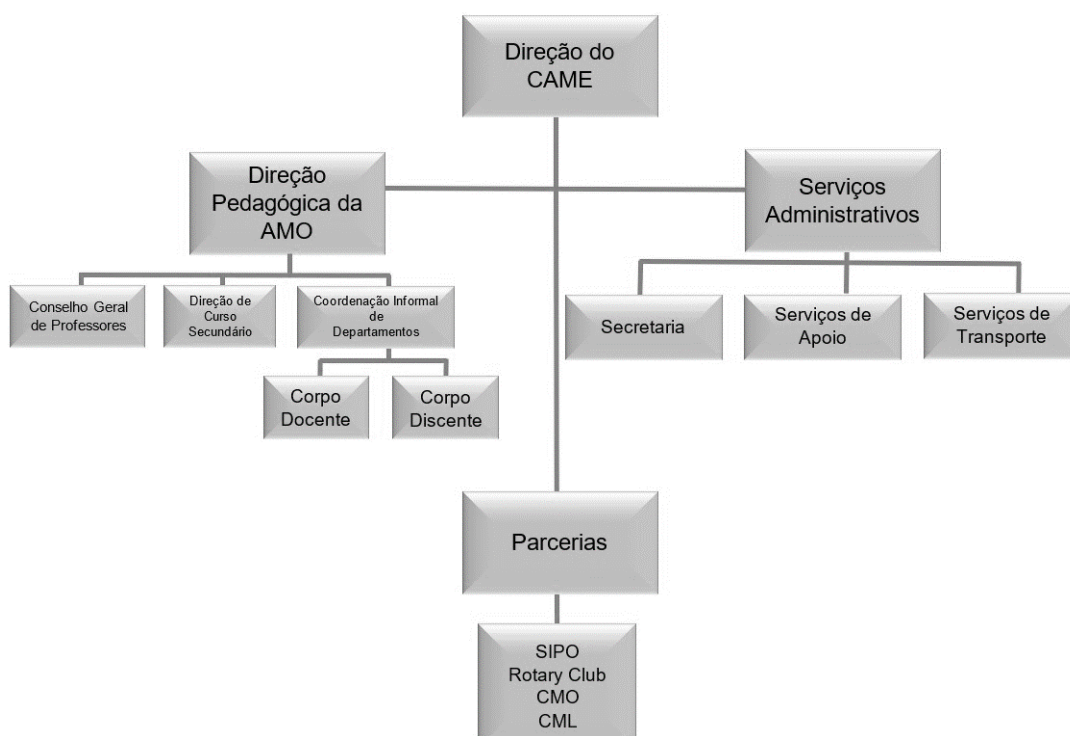 Direção do
CAME
Direção
Pedagógica da
AMO
Serviços
Administrativos
Conselho Geral
de Professores
Direção de
Curso
Secundário
Coordenação Informal
de
Departamentos
Secretaria
Serviços de
Apoio
Serviços de
Transporte
Corpo
Docente
Corpo
Discente
Parcerias
SIPO
Rotary Club
CMO
CML